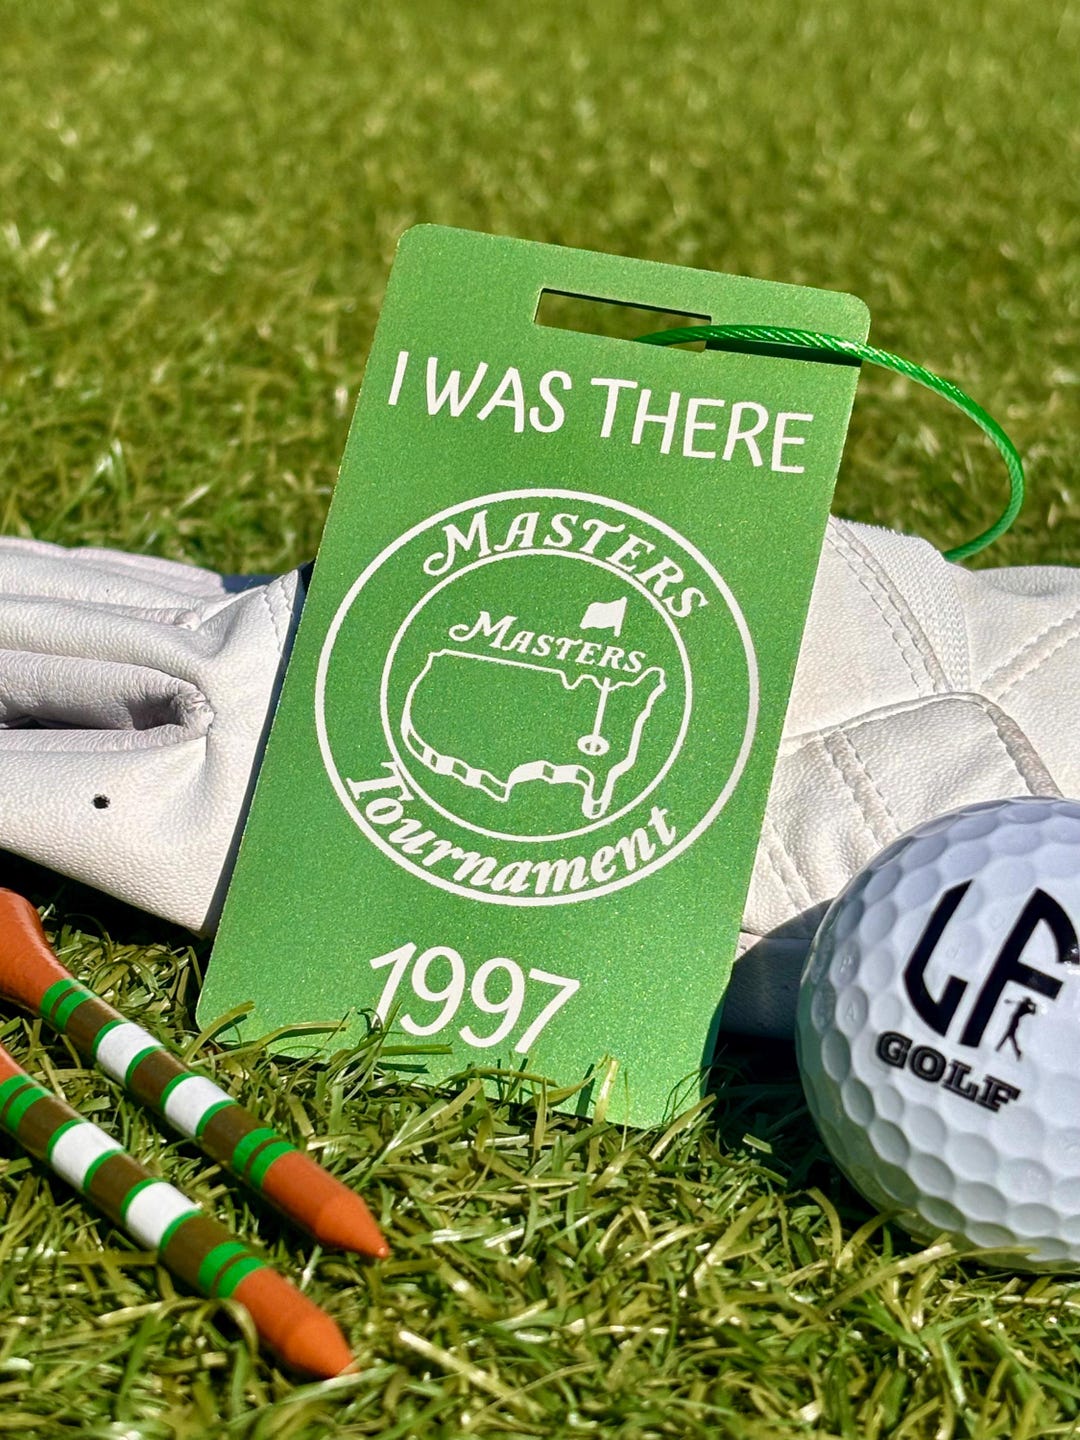 I WAS THERE
MASTERS
MASTERS
Tournament
1997
LF
GOLF